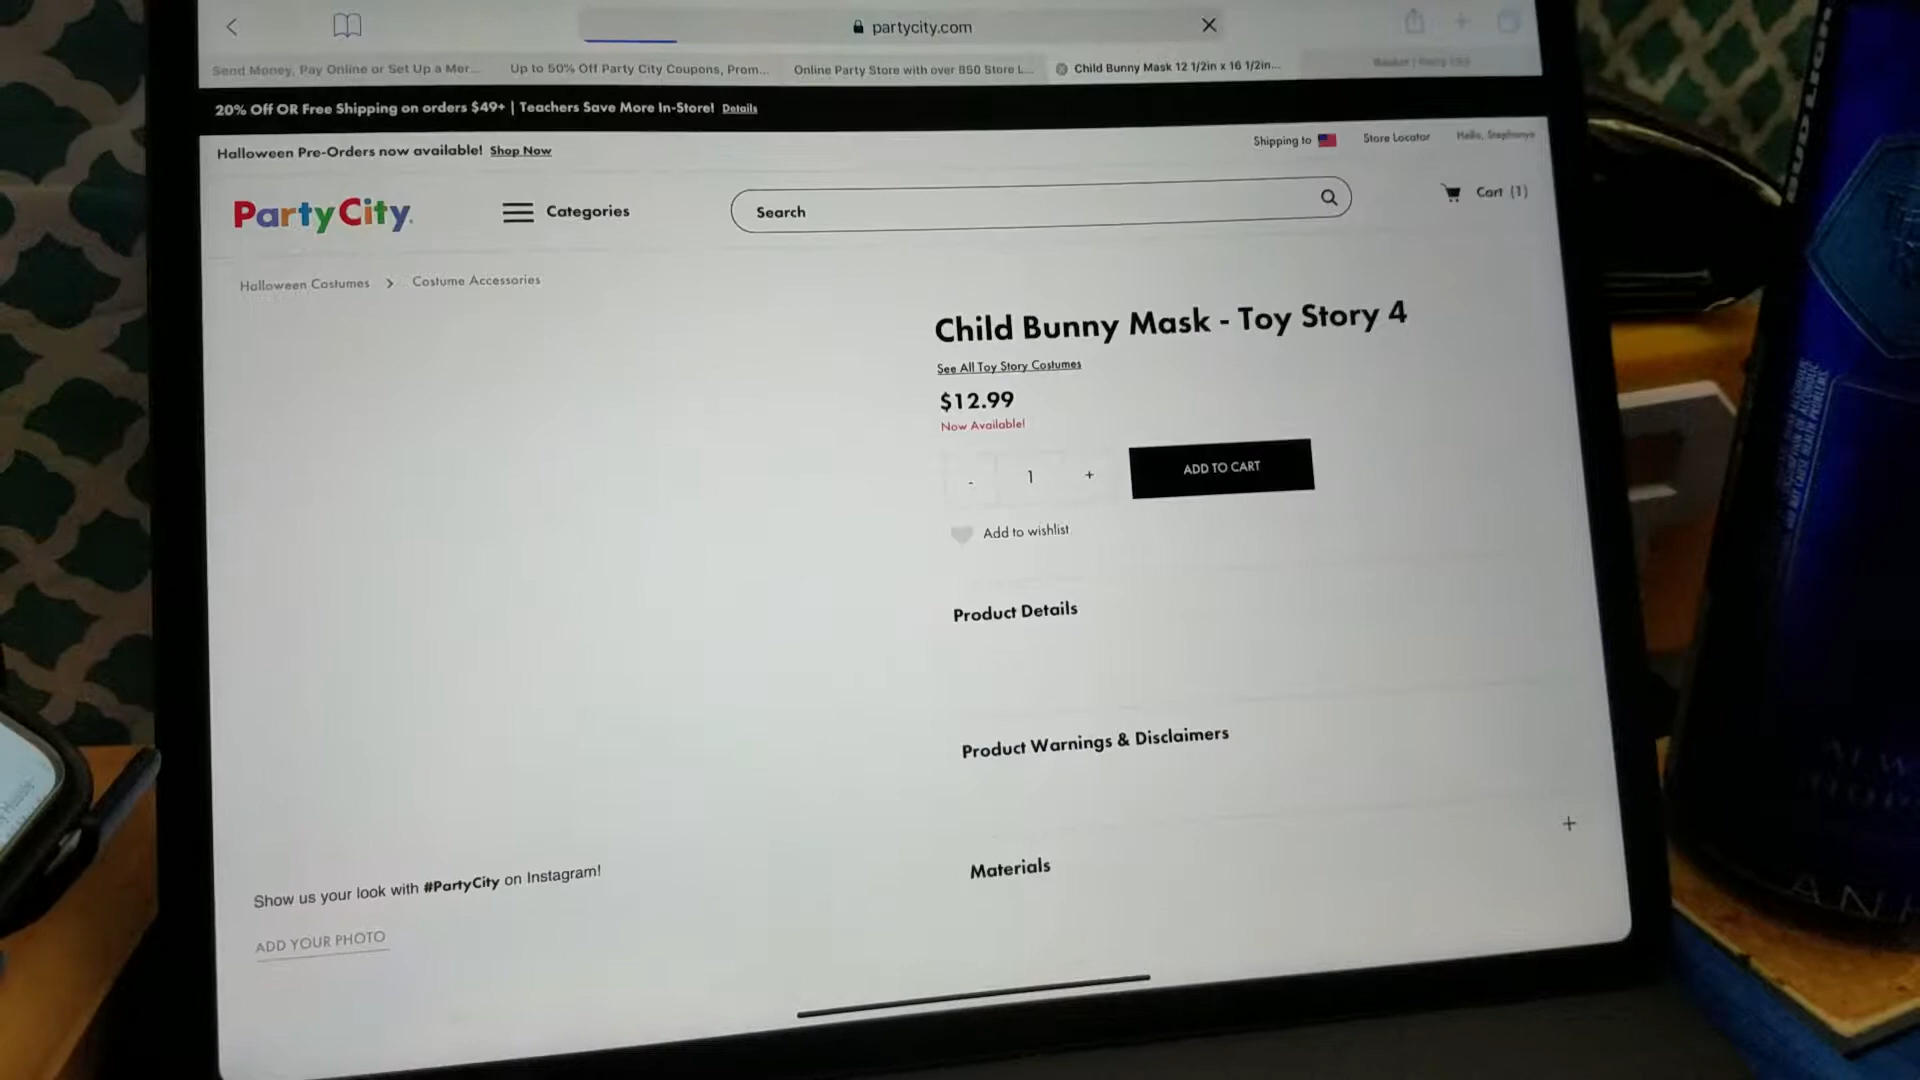 partycity.com
Send Money, Pay Online or Set Up a Mer...
Up to 50% Off Party City Coupons, Prom...
Online Party Store with over 850 Store L...
Child Bunny Mask 12 1/2in x 16 1/2in...
20% Off OR Free Shipping on orders $49+ | Teachers Save More In-Store! Details
Halloween Pre-Orders now available! Shop Now
Shipping to
Store Locator
Hello, Stephanye
Party City
Categories
Search
Cart (1)
Halloween Costumes > Costume Accessories
Child Bunny Mask - Toy Story 4
See All Toy Story Costumes
$12.99
Now Available!
- 1 +
ADD TO CART
Add to wishlist
Product Details
Product Warnings & Disclaimers
+
Materials
Show us your look with #PartyCity on Instagram!
ADD YOUR PHOTO
BUD LIGHT